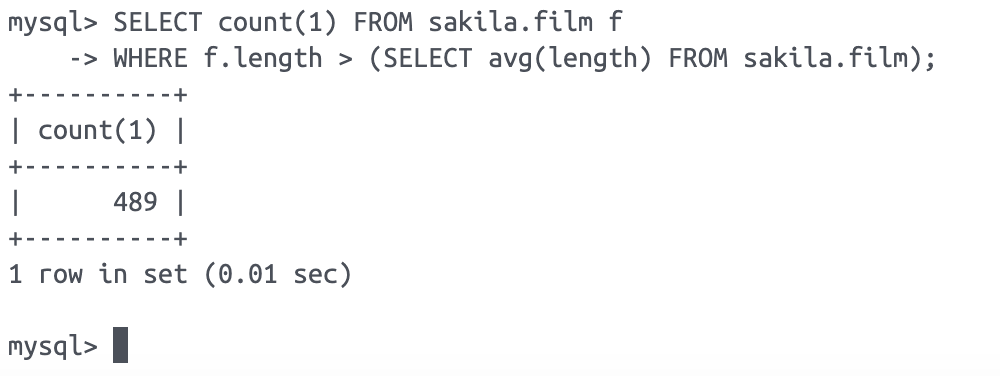 mysql> SELECT count(1) FROM sakila.film f
    -> WHERE f.length > (SELECT avg(length) FROM sakila.film);
+----------+
| count(1) |
+----------+
|      489 |
+----------+
1 row in set (0.01 sec)
mysql>